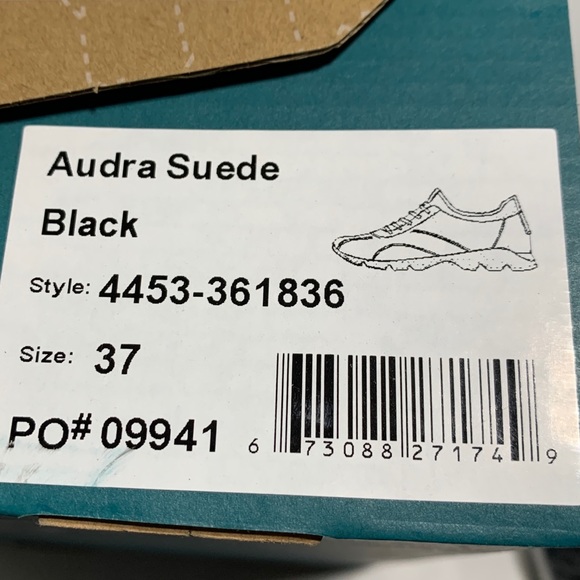 Audra Suede
Black
Style: 4453-361836
Size: 37
PO# 09941
6 73088 27174 9